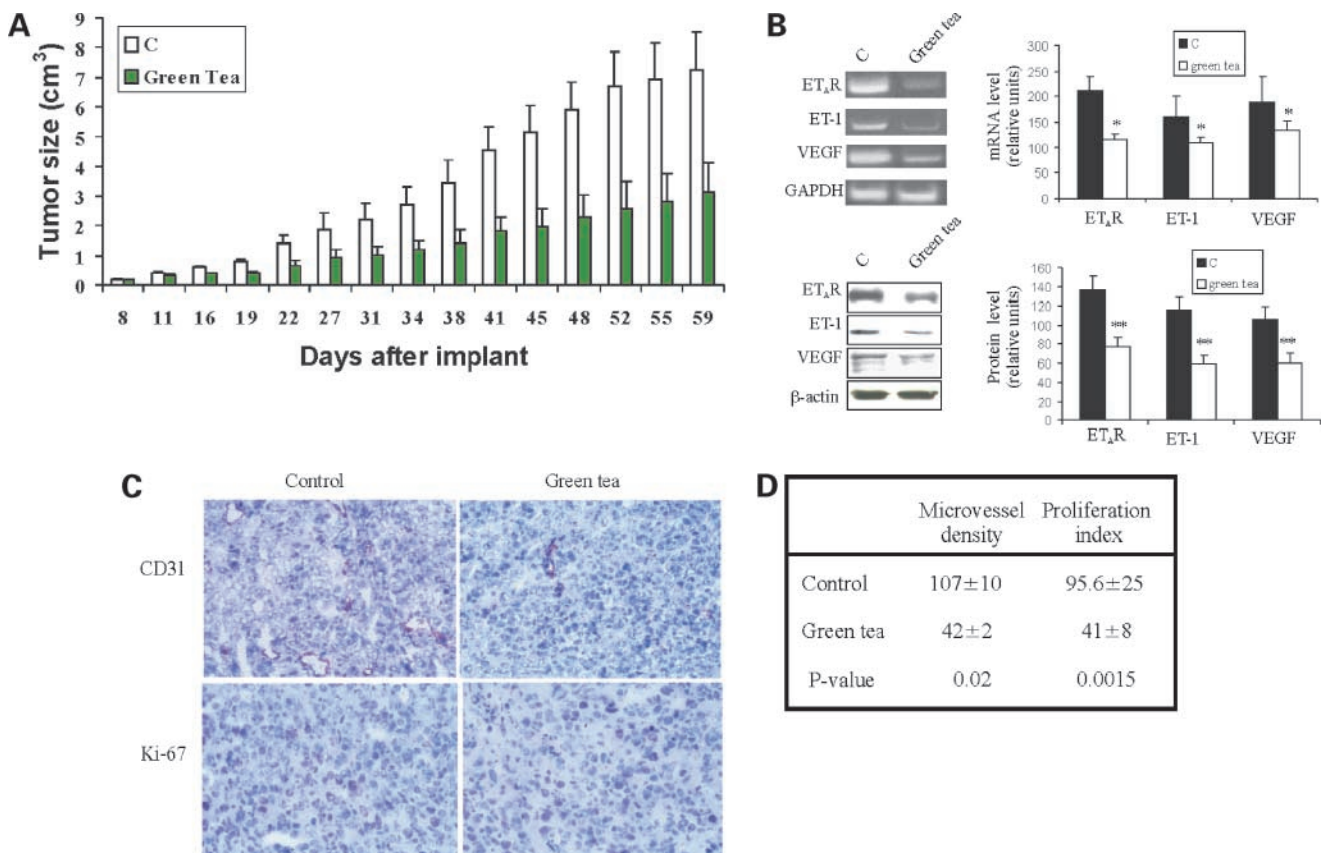 A
Tumor size (cm³)
9
8
7
6
5
4
3
2
1
0
C
Green Tea
8 11 16 19 22 27 31 34 38 41 45 48 52 55 59
Days after implant
B
C Green tea
ET_AR
ET-1
VEGF
GAPDH
mRNA level
(relative units)
300
250
200
150
100
50
0
C
green tea
* * *
ET_AR ET-1 VEGF
C Green tea
ET_AR
ET-1
VEGF
β-actin
Protein level
(relative units)
160
140
120
100
80
60
40
20
0
C
green tea
*** *** ***
ET_AR ET-1 VEGF
C
Control Green tea
CD31
Ki-67
D
Microvessel Proliferation
density index
Control 107±10 95.6±25
Green tea 42±2 41±8
P-value 0.02 0.0015